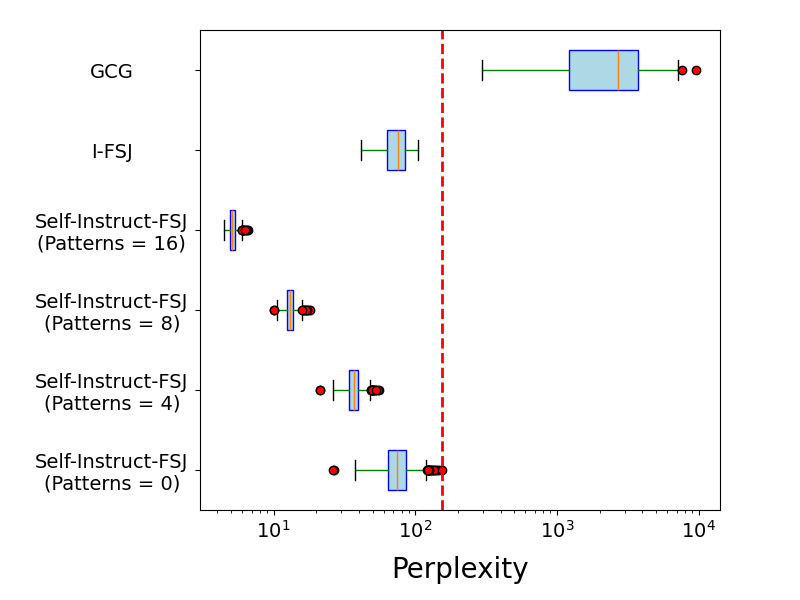 GCG
I-FSJ
Self-Instruct-FSJ
(Patterns = 16)
Self-Instruct-FSJ
(Patterns = 8)
Self-Instruct-FSJ
(Patterns = 4)
Self-Instruct-FSJ
(Patterns = 0)
10¹ 10² 10³ 10⁴
Perplexity